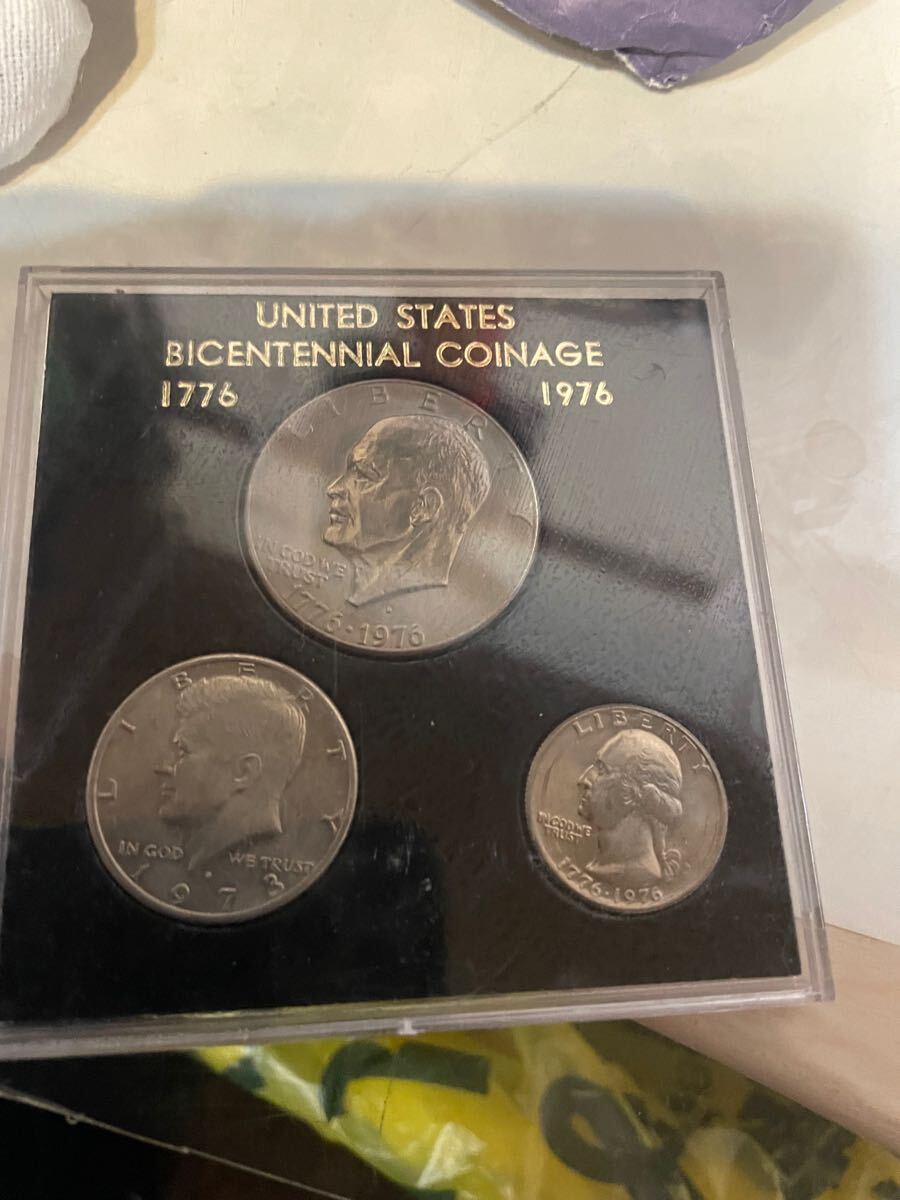 UNITED STATES
BICENTENNIAL COINAGE
1776 1976
LIBERTY
IN GOD WE
TRUST
1776·1976
LIBERTY
IN GOD WE TRUST
1973
LIBERTY
IN GOD WE
TRUST
1776·1976